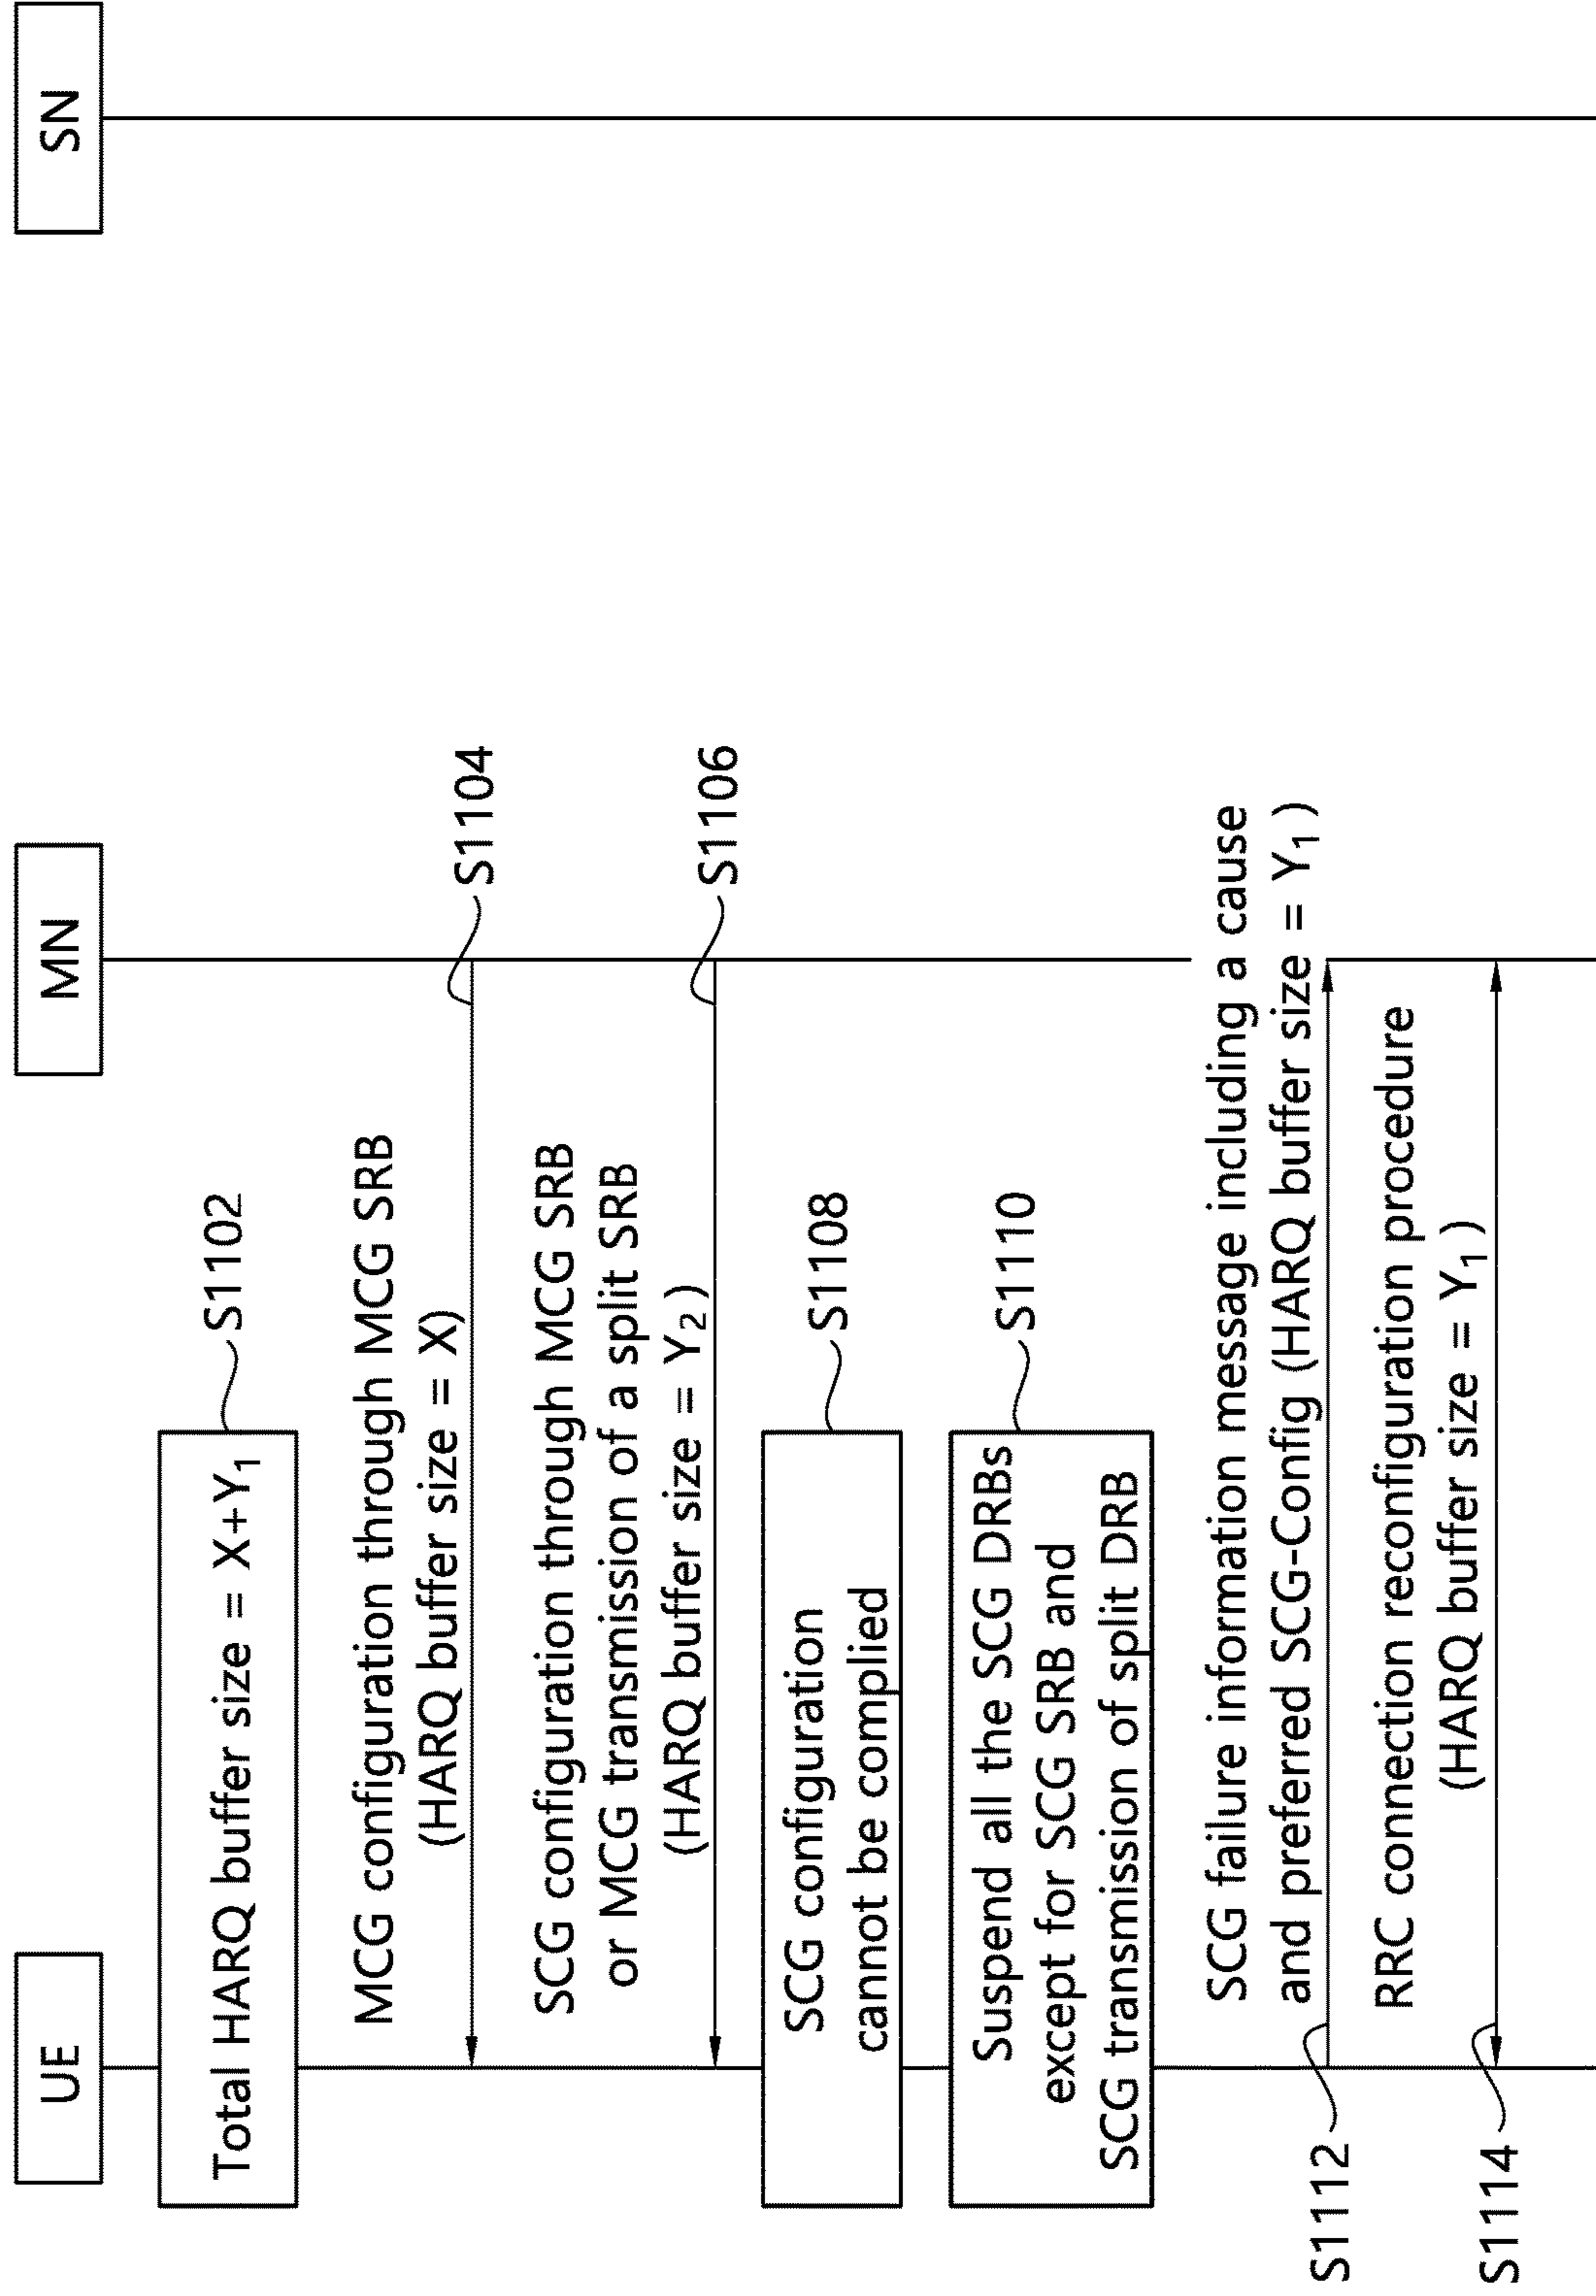 UE
MN
SN
Total HARQ buffer size = X+Y₁
S1102
MCG configuration through MCG SRB
(HARQ buffer size = X)
S1104
SCG configuration through MCG SRB
or MCG transmission of a split SRB
(HARQ buffer size = Y₂ )
S1106
SCG configuration
cannot be complied
S1108
Suspend all the SCG DRBs
except for SCG SRB and
SCG transmission of split DRB
S1110
SCG failure information message including a cause
and preferred SCG-Config (HARQ buffer size = Y₁ )
S1112
RRC connection reconfiguration procedure
(HARQ buffer size = Y₁ )
S1114